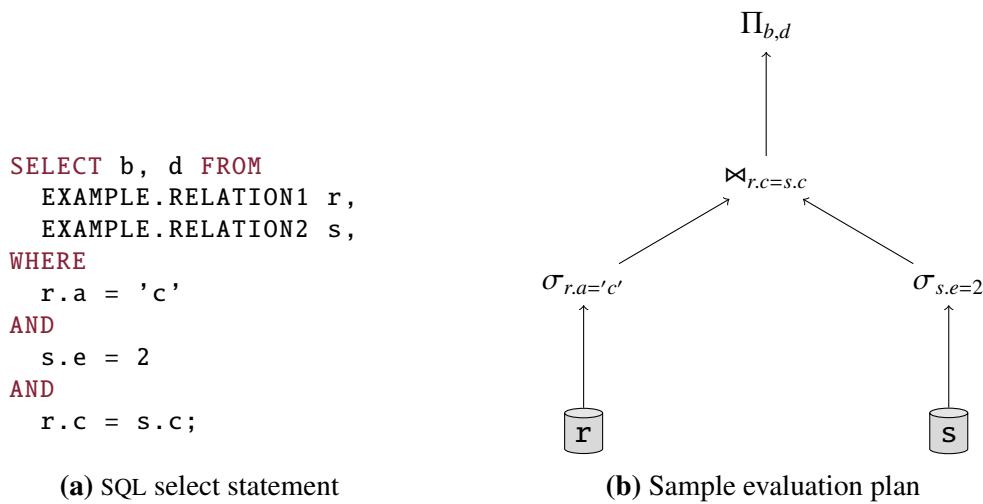 SELECT b, d FROM
EXAMPLE.RELATION1 r,
EXAMPLE.RELATION2 s,
WHERE
r.a = 'c'
AND
s.e = 2
AND
r.c = s.c;
(a) SQL select statement
Π_{b,d}
⋈_{r.c=s.c}
σ_{r.a='c'} σ_{s.e=2}
r s
(b) Sample evaluation plan